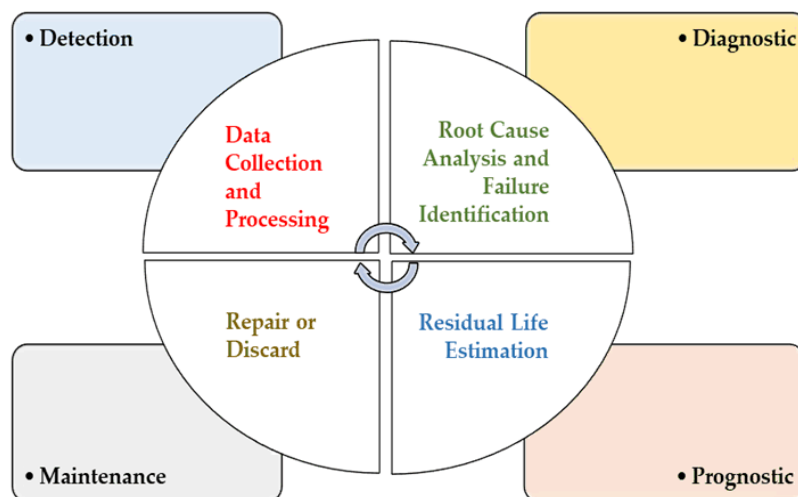 • Detection
• Diagnostic
Data
Collection
and
Processing
Root Cause
Analysis and
Failure
Identification
Repair or
Discard
Residual Life
Estimation
• Maintenance
• Prognostic